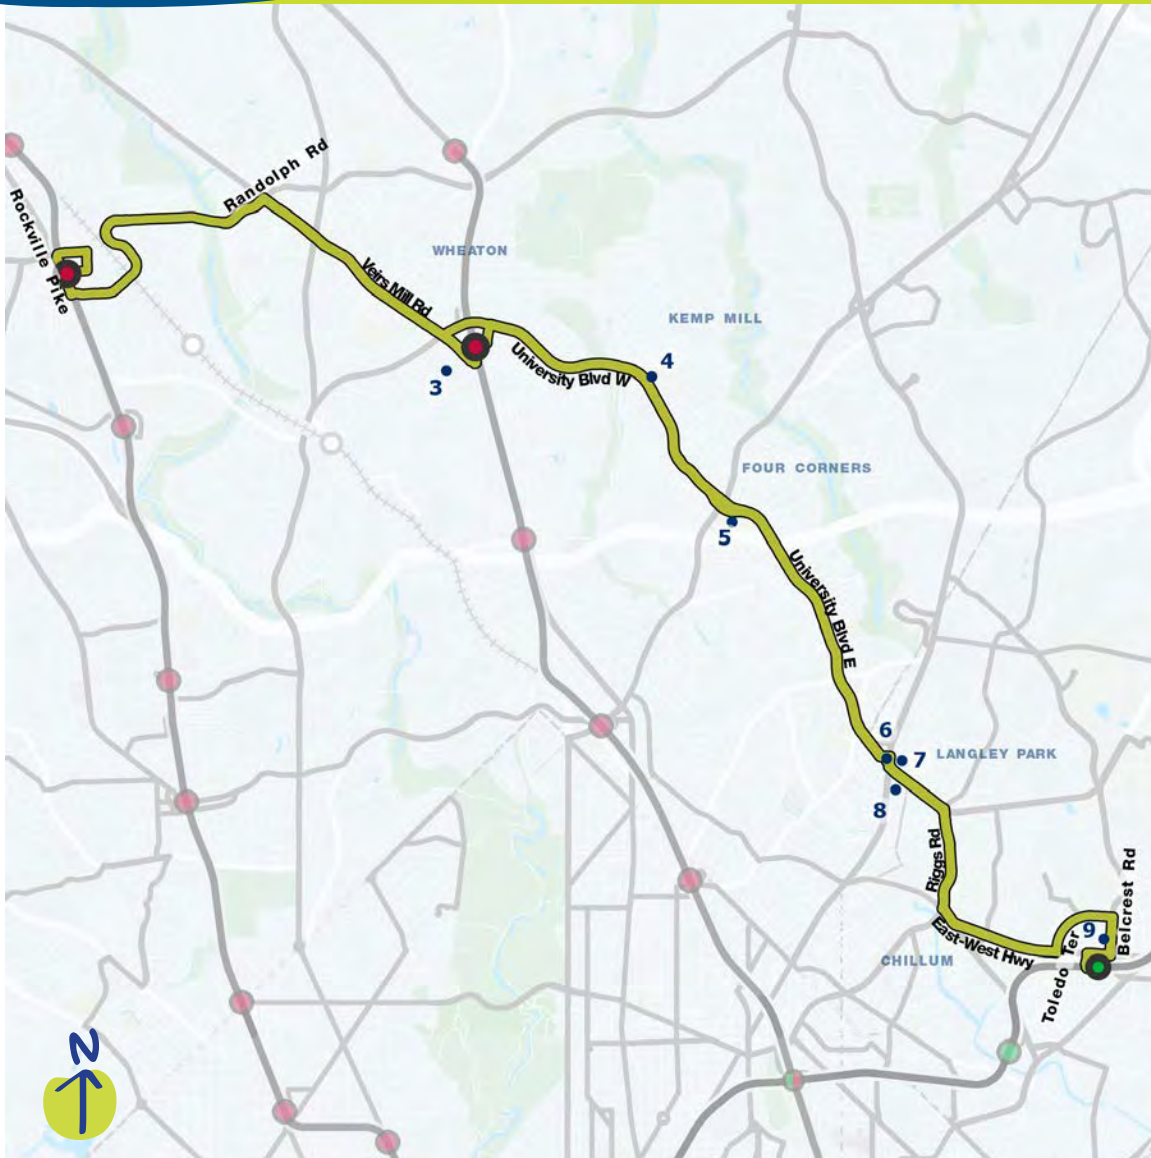 Randolph Rd
Rockville Pike
WHEATON
Veirs Mill Rd
KEMP MILL
University Blvd W
4
3
FOUR CORNERS
5
University Blvd E
6
7
LANGLEY PARK
8
Riggs Rd
Belcrest Rd
East-West Hwy
9
CHILLUM
Toledo Ter
N